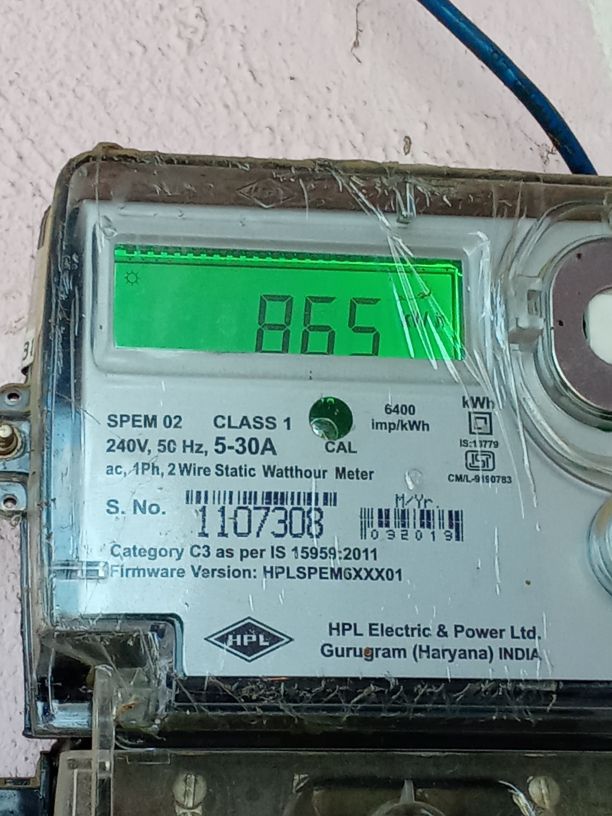 HPL
865
SPEM 02 CLASS 1
6400
imp/kWh
kWh
240V, 50 Hz, 5-30A
CAL
IS:13779
ac, 1Ph, 2 Wire Static Watthour Meter
CM/L-9190783
S. No. 1107308
M/Yr.
032019
Category C3 as per IS 15959:2011
Firmware Version: HPLSPEM6XXX01
HPL
HPL Electric & Power Ltd.
Gurugram (Haryana) INDIA